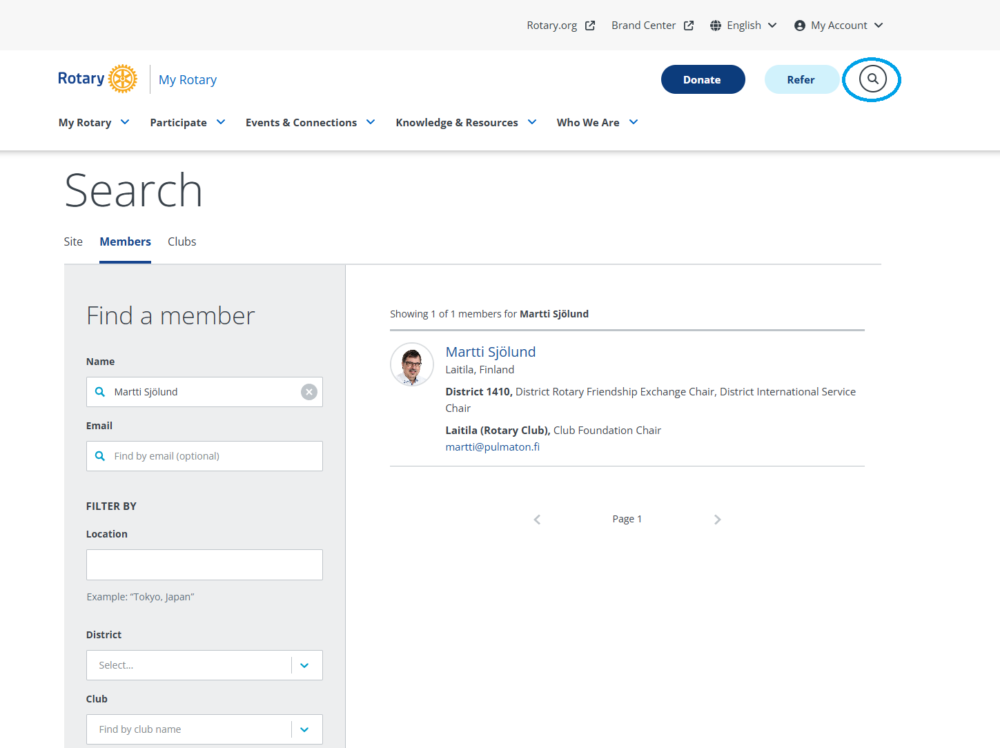 Rotary.org Brand Center English My Account
Rotary My Rotary Donate Refer
My Rotary Participate Events & Connections Knowledge & Resources Who We Are
Search
Site Members Clubs
Find a member
Name
Martti Sjölund
Email
Find by email (optional)
FILTER BY
Location
Example: “Tokyo, Japan”
District
Select...
Club
Find by club name
Showing 1 of 1 members for Martti Sjölund
Martti Sjölund
Laitila, Finland
District 1410, District Rotary Friendship Exchange Chair, District International Service
Chair
Laitila (Rotary Club), Club Foundation Chair
martti@pulmaton.fi
Page 1